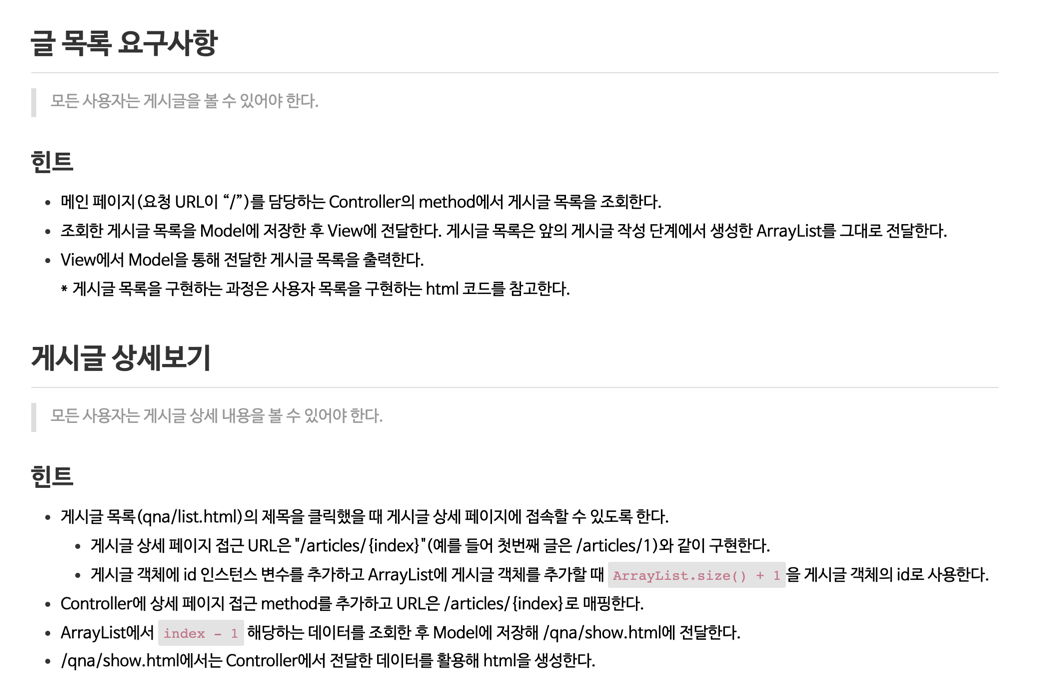 글 목록 요구사항
모든 사용자는 게시글을 볼 수 있어야 한다.
힌트
• 메인 페이지(요청 URL이 “/”)를 담당하는 Controller의 method에서 게시글 목록을 조회한다.
• 조회한 게시글 목록을 Model에 저장한 후 View에 전달한다. 게시글 목록은 앞의 게시글 작성 단계에서 생성한 ArrayList를 그대로 전달한다.
• View에서 Model을 통해 전달한 게시글 목록을 출력한다.
* 게시글 목록을 구현하는 과정은 사용자 목록을 구현하는 html 코드를 참고한다.
게시글 상세보기
모든 사용자는 게시글 상세 내용을 볼 수 있어야 한다.
힌트
• 게시글 목록(qna/list.html)의 제목을 클릭했을 때 게시글 상세 페이지에 접속할 수 있도록 한다.
• 게시글 상세 페이지 접근 URL은 "/articles/{index}"(예를 들어 첫번째 글은 /articles/1)와 같이 구현한다.
• 게시글 객체에 id 인스턴스 변수를 추가하고 ArrayList에 게시글 객체를 추가할 때 ArrayList.size() + 1을 게시글 객체의 id로 사용한다.
• Controller에 상세 페이지 접근 method를 추가하고 URL은 /articles/{index}로 매핑한다.
• ArrayList에서 index - 1 해당하는 데이터를 조회한 후 Model에 저장해 /qna/show.html에 전달한다.
• /qna/show.html에서는 Controller에서 전달한 데이터를 활용해 html을 생성한다.